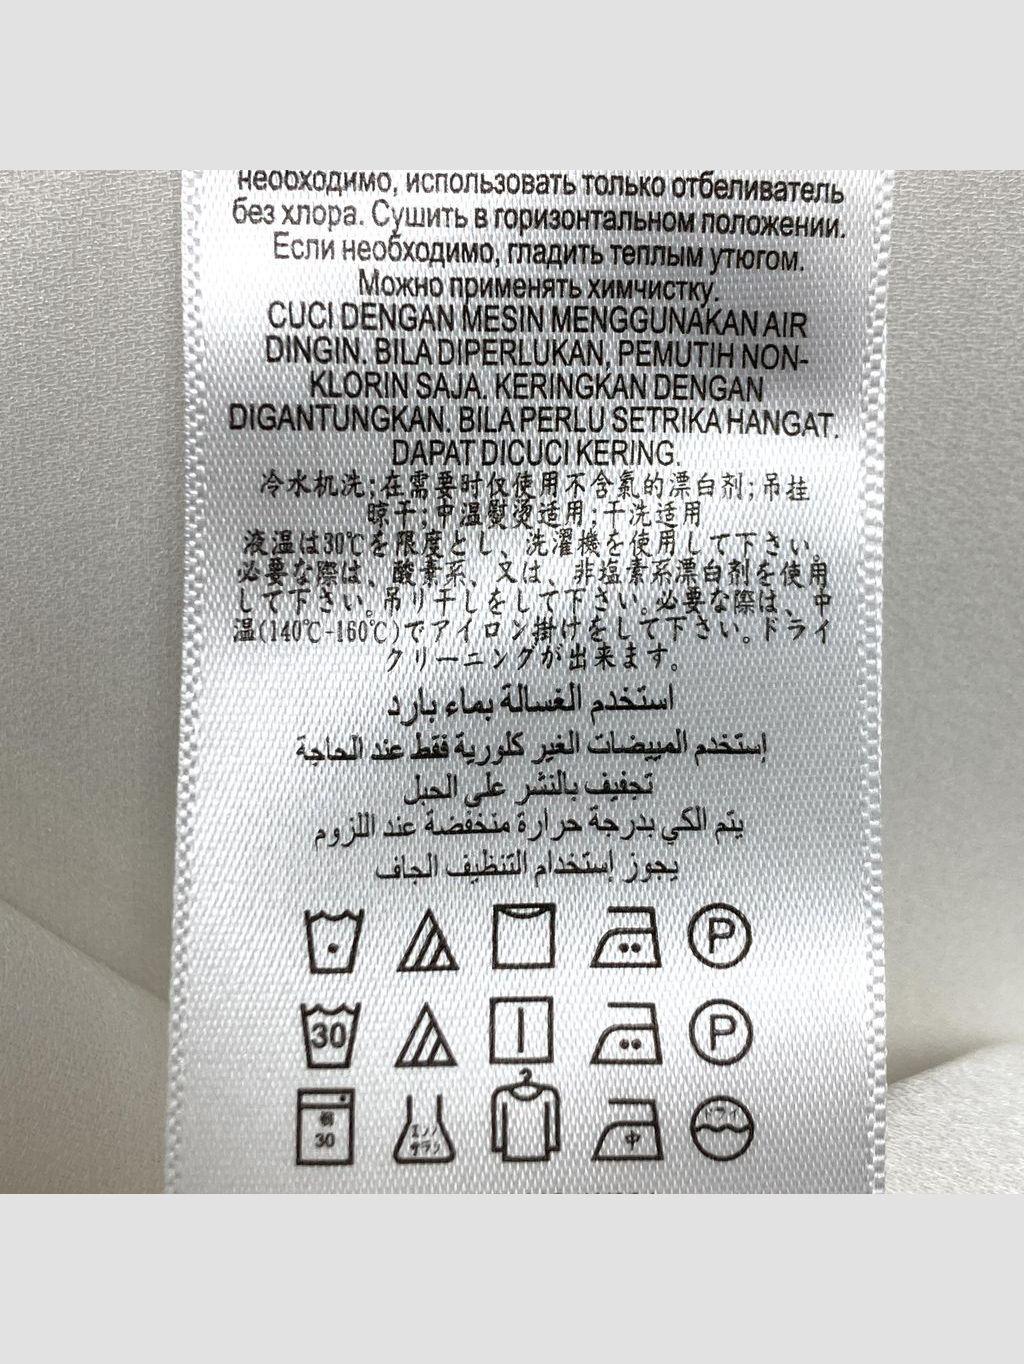 необходимо, использовать только отбеливатель
без хлора. Сушить в горизонтальном положении.
Если необходимо, гладить теплым утюгом.
Можно применять химчистку.
CUCI DENGAN MESIN MENGGUNAKAN AIR
DINGIN. BILA DIPERLUKAN, PEMUTIH NON-
KLORIN SAJA. KERINGKAN DENGAN
DIGANTUNGKAN. BILA PERLU SETRIKA HANGAT.
DAPAT DICUCI KERING.
冷水机洗;在需要时仅使用不含氯的漂白剂;吊挂
晾干;中温熨烫适用;干洗适用
液温は30℃を限度とし、洗濯機を使用して下さい。
必要な際は、酸素系、又は、非塩素系漂白剤を使用
して下さい。吊り干しをして下さい。必要な際は、中
温(140℃-160℃)でアイロン掛けをして下さい。ドライ
クリーニングが出来ます。
استخدم الغسالة بماء بارد
إستخدم المبيضات الغير كلورية فقط عند الحاجة
تجفيف بالنشر على الحبل
يتم الكي بدرجة حرارة منخفضة عند اللزوم
يجوز إستخدام التنظيف الجاف
P
30 P
30 エンソ サラシ 中 ドライ